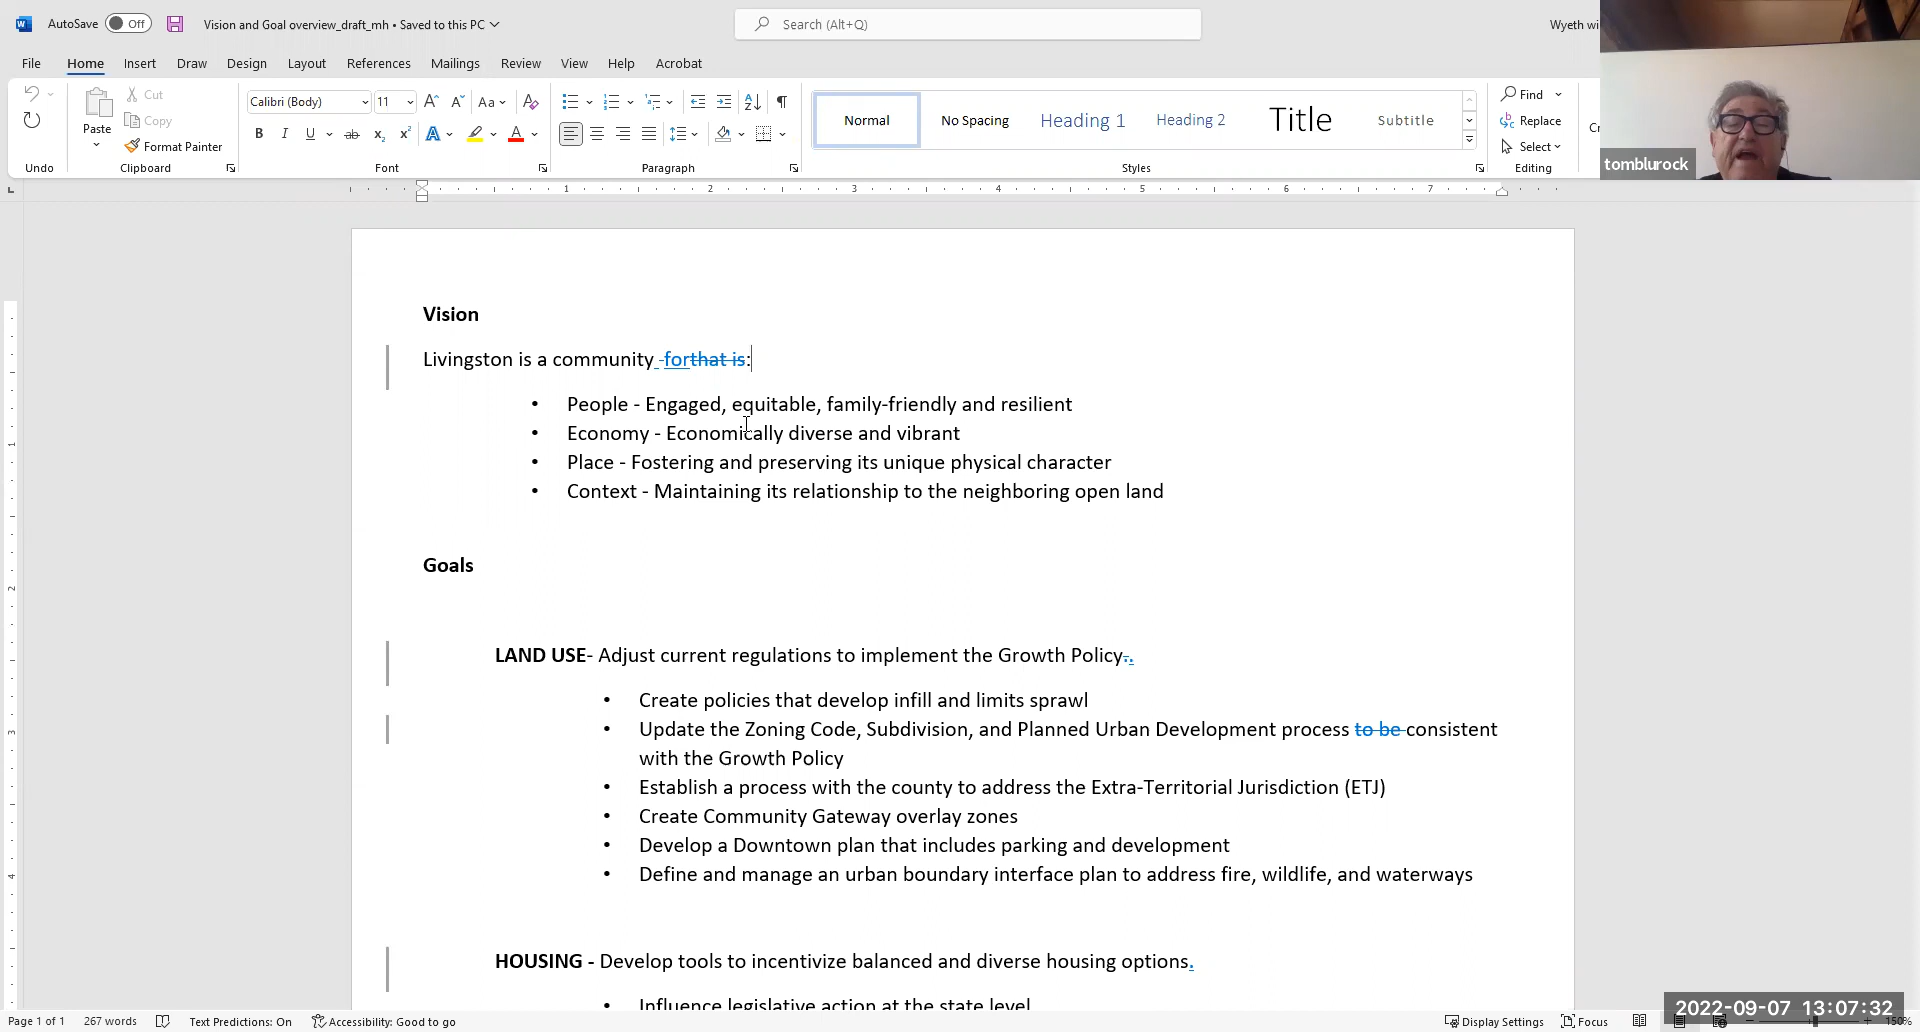 AutoSave Off Vision and Goal overview_draft_mh • Saved to this PC Search (Alt+Q) Wyeth wi
File Home Insert Draw Design Layout References Mailings Review View Help Acrobat
Paste Cut Copy Format Painter
Calibri (Body) 11
Normal No Spacing Heading 1 Heading 2 Title Subtitle
Find Replace Select
Undo Clipboard Font Paragraph Styles Editing
tomblurock
1 2 3 4 5 6 7
Vision
Livingston is a community -forthat is:
• People - Engaged, equitable, family-friendly and resilient
• Economy - Economically diverse and vibrant
• Place - Fostering and preserving its unique physical character
• Context - Maintaining its relationship to the neighboring open land
Goals
LAND USE- Adjust current regulations to implement the Growth Policy-.
• Create policies that develop infill and limits sprawl
• Update the Zoning Code, Subdivision, and Planned Urban Development process to be consistent
with the Growth Policy
• Establish a process with the county to address the Extra-Territorial Jurisdiction (ETJ)
• Create Community Gateway overlay zones
• Develop a Downtown plan that includes parking and development
• Define and manage an urban boundary interface plan to address fire, wildlife, and waterways
HOUSING - Develop tools to incentivize balanced and diverse housing options.
• Influence legislative action at the state level
Page 1 of 1 267 words Text Predictions: On Accessibility: Good to go Display Settings Focus 150%
2022-09-07 13:07:32